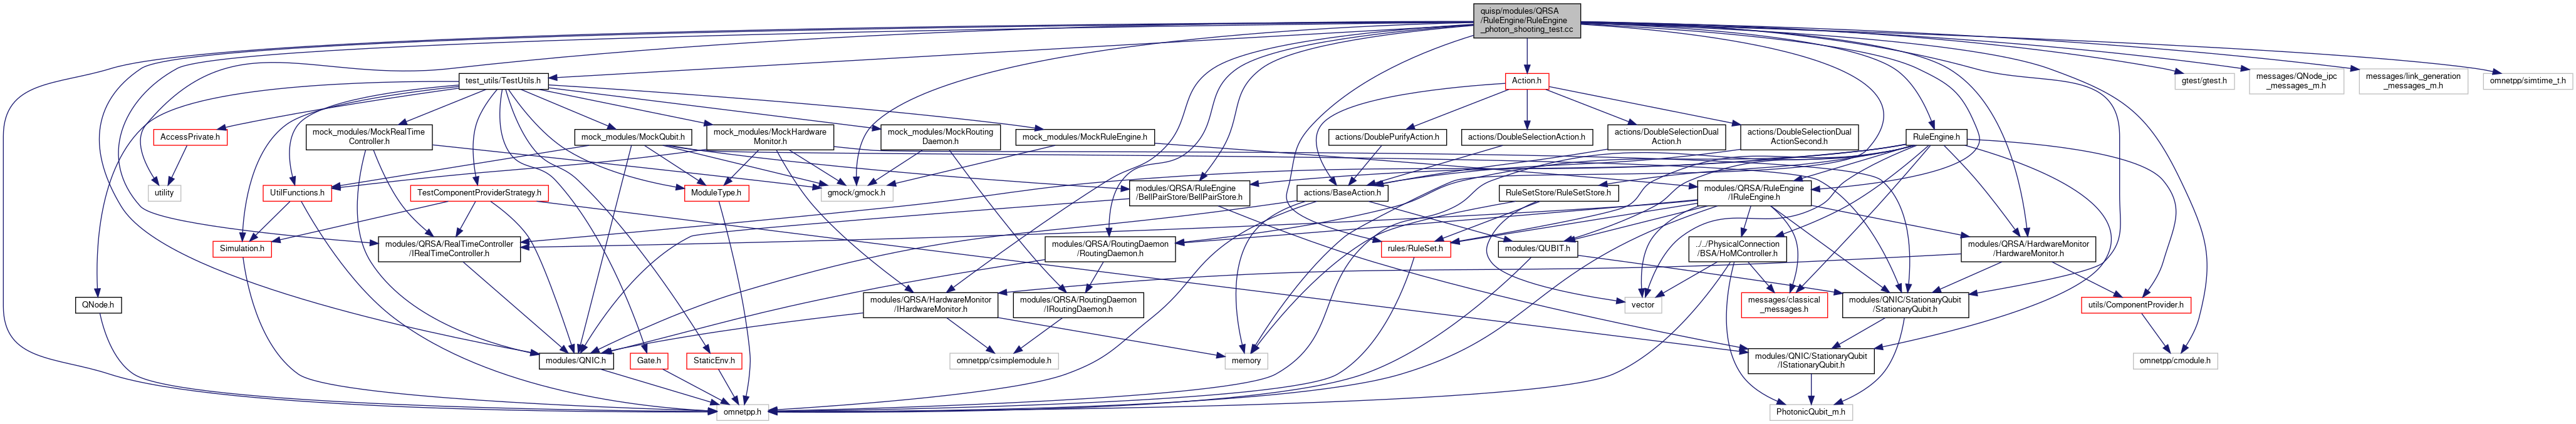 quisp/modules/QRSA
/RuleEngine/RuleEngine
_photon_shooting_test.cc
test_utils/TestUtils.h
Action.h
gtest/gtest.h
messages/QNode_ipc
_messages_m.h
messages/link_generation
_messages_m.h
omnetpp/simtime_t.h
AccessPrivate.h
mock_modules/MockRealTime
Controller.h
mock_modules/MockQubit.h
mock_modules/MockHardware
Monitor.h
mock_modules/MockRouting
Daemon.h
mock_modules/MockRuleEngine.h
actions/DoublePurifyAction.h
actions/DoubleSelectionAction.h
actions/DoubleSelectionDual
Action.h
actions/DoubleSelectionDual
ActionSecond.h
RuleEngine.h
utility
UtilFunctions.h
TestComponentProviderStrategy.h
ModuleType.h
gmock/gmock.h
modules/QRSA/RuleEngine
/BellPairStore/BellPairStore.h
actions/BaseAction.h
RuleSetStore/RuleSetStore.h
modules/QRSA/RuleEngine
/IRuleEngine.h
Simulation.h
modules/QRSA/RealTimeController
/IRealTimeController.h
modules/QRSA/RoutingDaemon
/RoutingDaemon.h
rules/RuleSet.h
modules/QUBIT.h
../../PhysicalConnection
/BSA/HoMController.h
modules/QRSA/HardwareMonitor
/HardwareMonitor.h
QNode.h
modules/QRSA/HardwareMonitor
/IHardwareMonitor.h
modules/QRSA/RoutingDaemon
/IRoutingDaemon.h
vector
messages/classical
_messages.h
modules/QNIC/StationaryQubit
/StationaryQubit.h
utils/ComponentProvider.h
modules/QNIC.h
Gate.h
StaticEnv.h
omnetpp/csimplemodule.h
memory
modules/QNIC/StationaryQubit
/IStationaryQubit.h
omnetpp/cmodule.h
omnetpp.h
PhotonicQubit_m.h